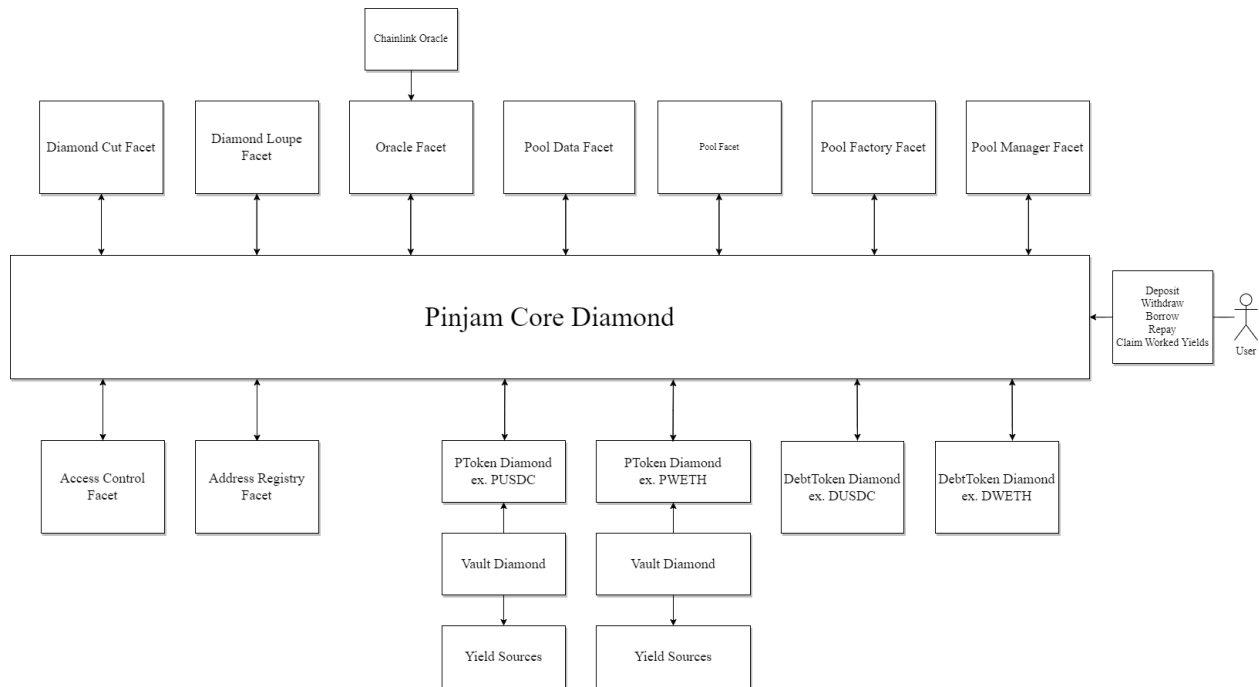 Chainlink Oracle
Diamond Cut Facet
Diamond Loupe
Facet
Oracle Facet
Pool Data Facet
Pool Facet
Pool Factory Facet
Pool Manager Facet
Pinjam Core Diamond
Deposit
Withdraw
Borrow
Repay
Claim Worked Yields
User
Access Control
Facet
Address Registry
Facet
PToken Diamond
ex. PUSDC
PToken Diamond
ex. PWETH
DebtToken Diamond
ex. DUSDC
DebtToken Diamond
ex. DWETH
Vault Diamond
Vault Diamond
Yield Sources
Yield Sources